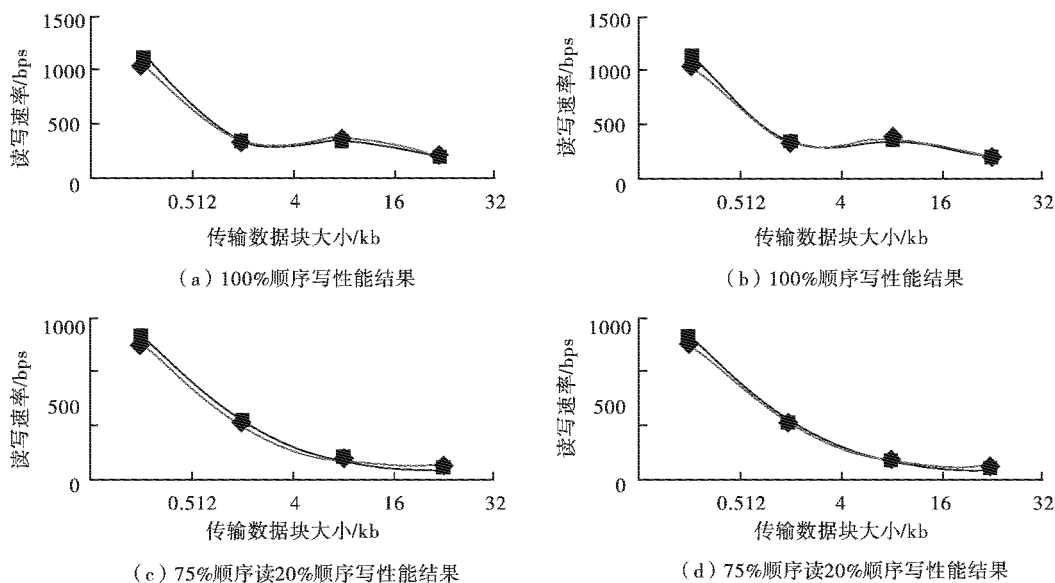 1500
1000
500
0
读写速率/bps
0.512
4
16
32
传输数据块大小/kb
(a)100%顺序写性能结果
1500
1000
500
0
读写速率/bps
0.512
4
16
32
传输数据块大小/kb
(b)100%顺序写性能结果
1000
500
0
读写速率/bps
0.512
4
16
32
传输数据块大小/kb
(c)75%顺序读20%顺序写性能结果
1000
500
0
读写速率/bps
0.512
4
16
32
传输数据块大小/kb
(d)75%顺序读20%顺序写性能结果